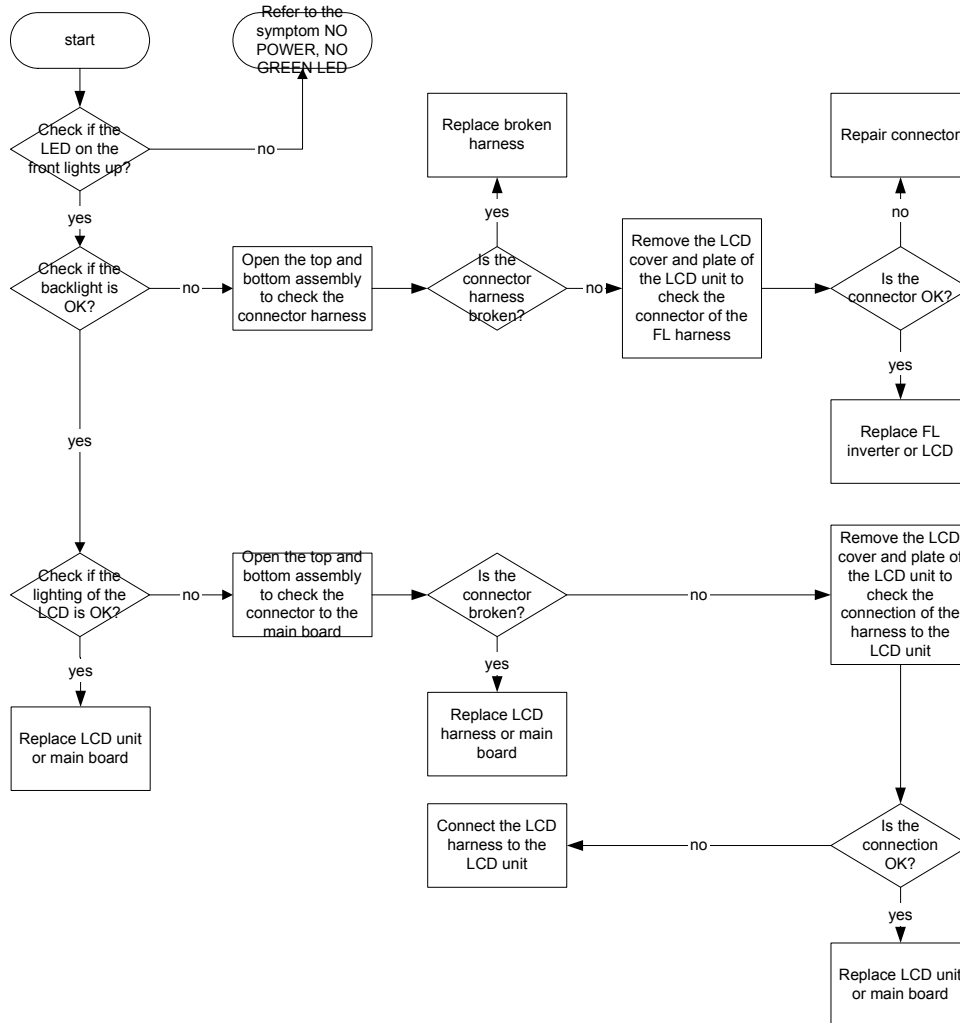 start
Refer to the
symptom NO
POWER, NO
GREEN LED
Check if the
LED on the
front lights up?
no
yes
Replace broken
harness
Repair connector
yes
no
Check if the
backlight is
OK?
no
Open the top and
bottom assembly
to check the
connector harness
Is the
connector
harness
broken?
no
Remove the LCD
cover and plate of
the LCD unit to
check the
connector of the
FL harness
Is the
connector OK?
yes
Replace FL
inverter or LCD
yes
Check if the
lighting of the
LCD is OK?
no
Open the top and
bottom assembly
to check the
connector to the
main board
Is the
connector
broken?
no
Remove the LCD
cover and plate of
the LCD unit to
check the
connection of the
harness to the
LCD unit
yes
Replace LCD unit
or main board
yes
Replace LCD
harness or main
board
Connect the LCD
harness to the
LCD unit
no
Is the
connection
OK?
yes
Replace LCD unit
or main board